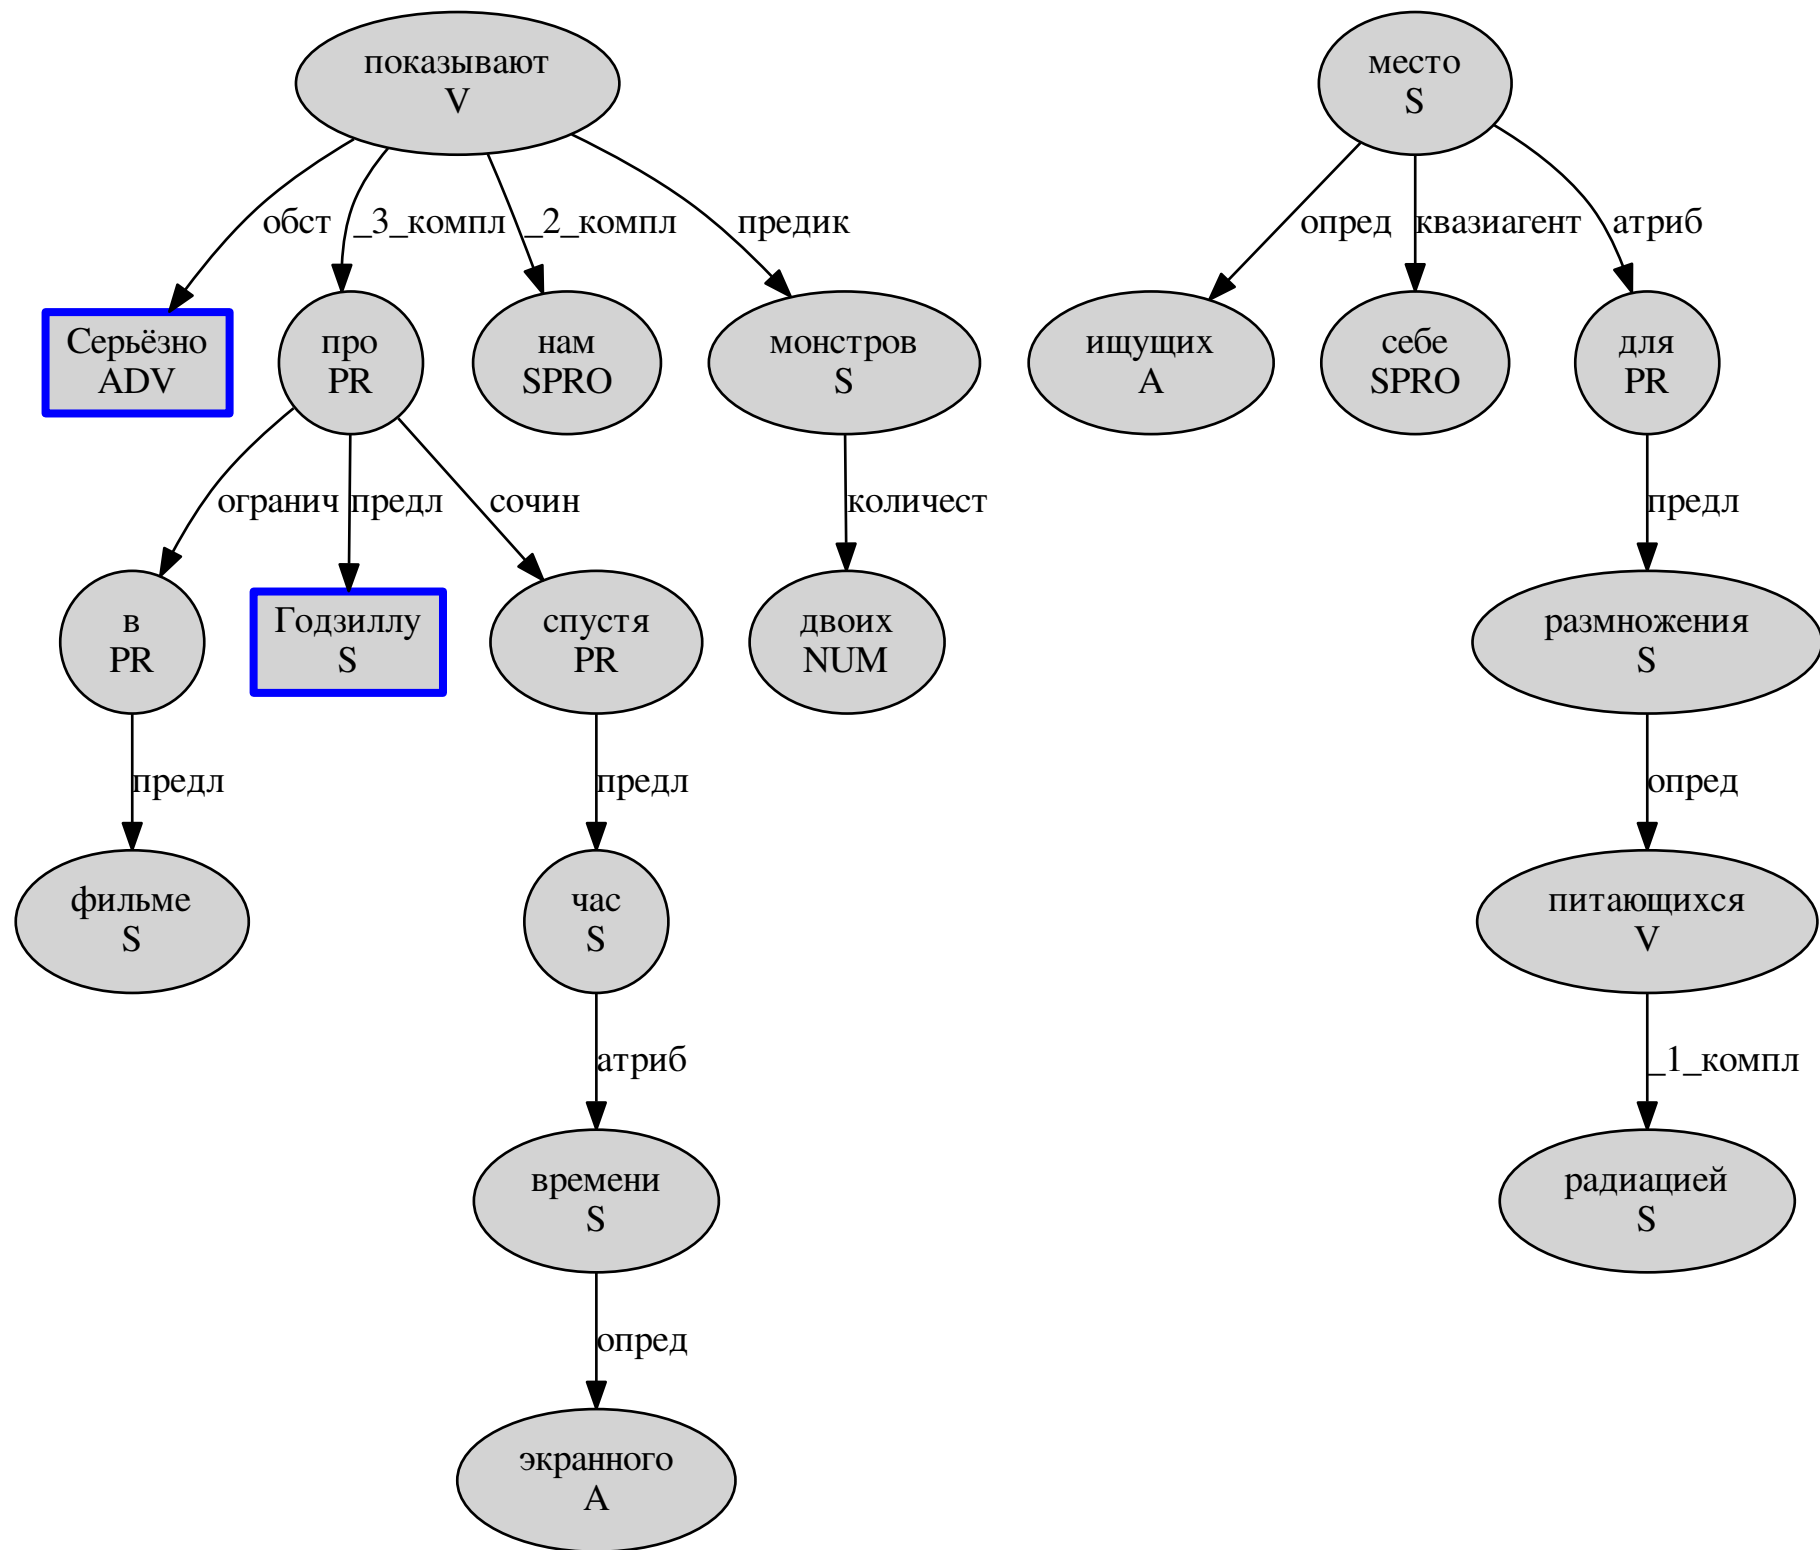 показывают
V
место
S
обст
_3_компл
_2_компл
предик
опред
квазиагент
атриб
Серьёзно
ADV
про
PR
нам
SPRO
монстров
S
ищущих
A
себе
SPRO
для
PR
огранич
предл
сочин
количест
предл
в
PR
Годзиллу
S
спустя
PR
двоих
NUM
размножения
S
предл
предл
опред
фильме
S
час
S
питающихся
V
атриб
_1_компл
времени
S
радиацией
S
опред
экранного
A